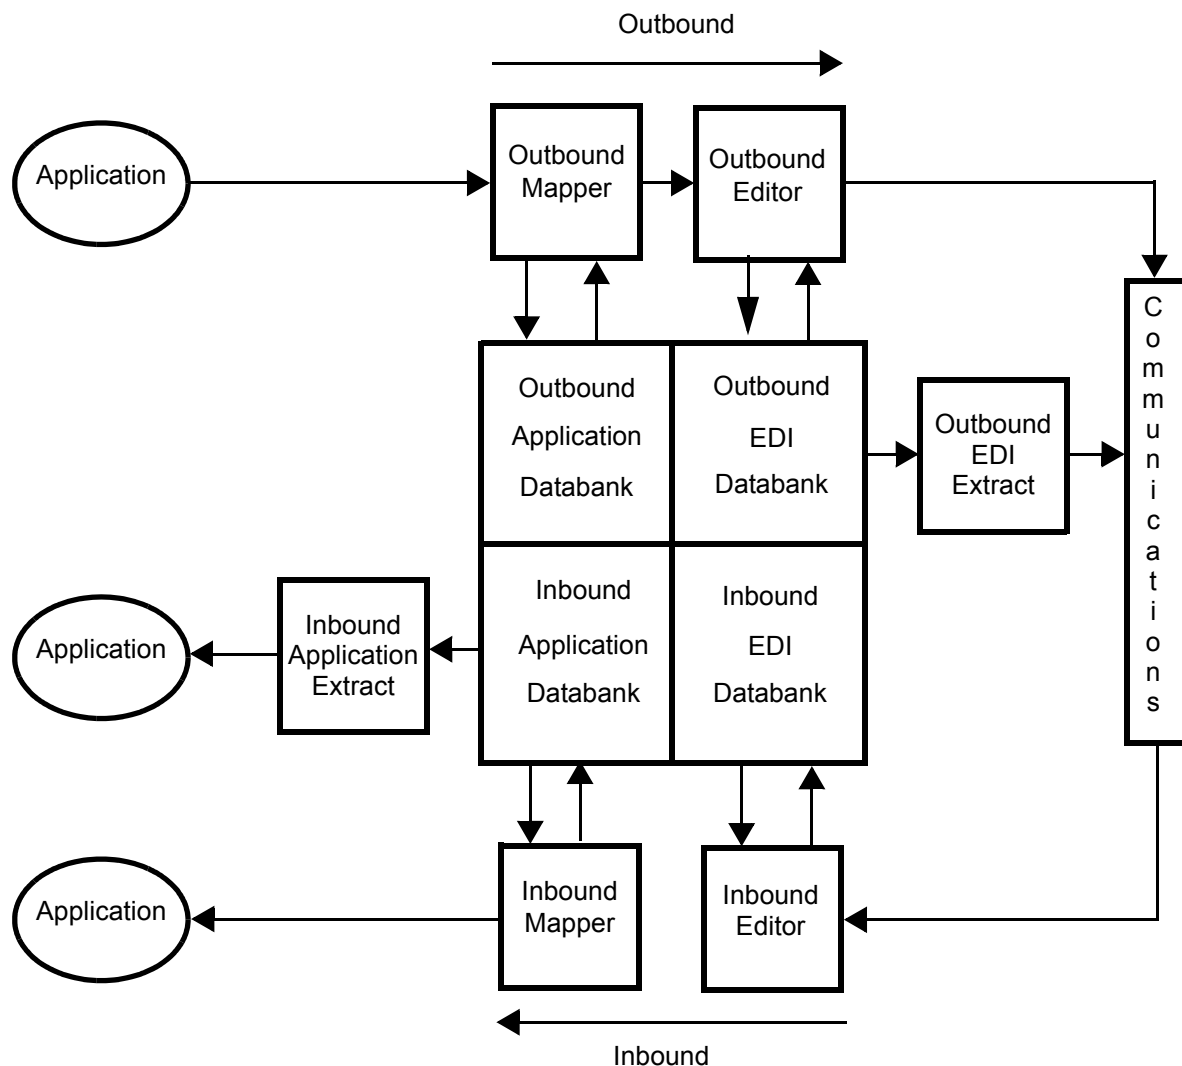 Outbound
Application
Outbound
Mapper
Outbound
Editor
Outbound
Application
Databank
Outbound
EDI
Databank
Outbound
EDI
Extract
Communications
Application
Inbound
Application
Extract
Inbound
Application
Databank
Inbound
EDI
Databank
Application
Inbound
Mapper
Inbound
Editor
Inbound